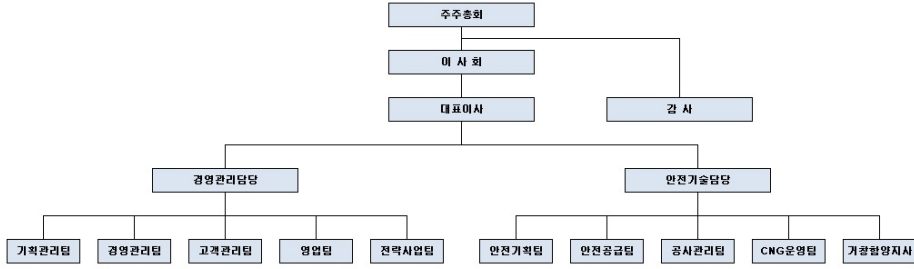 주주총회
이 사 회
대표이사
감 사
경영관리담당
안전기술담당
기획관리팀
경영관리팀
고객관리팀
영업팀
전략사업팀
안전기획팀
안전공급팀
공사관리팀
CNG운영팀
거창함양지사